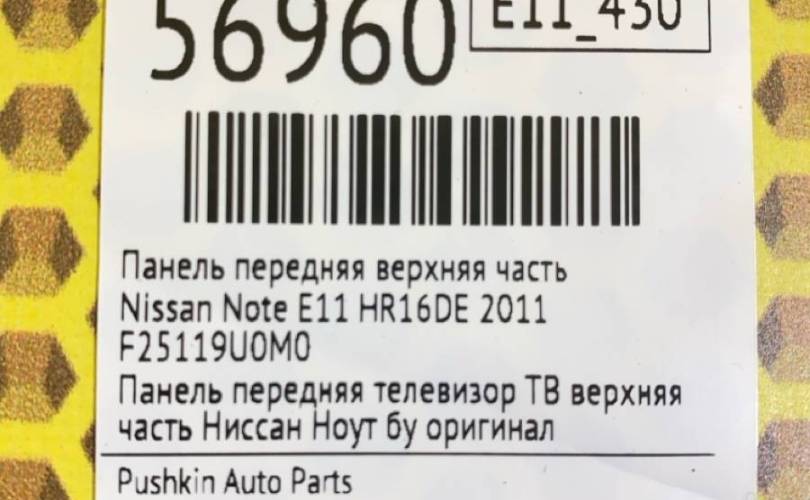 56960
E11_430
Панель передняя верхняя часть
Nissan Note E11 HR16DE 2011
F25119U0M0
Панель передняя телевизор ТВ верхняя
часть Ниссан Ноут бу оригинал
Pushkin Auto Parts